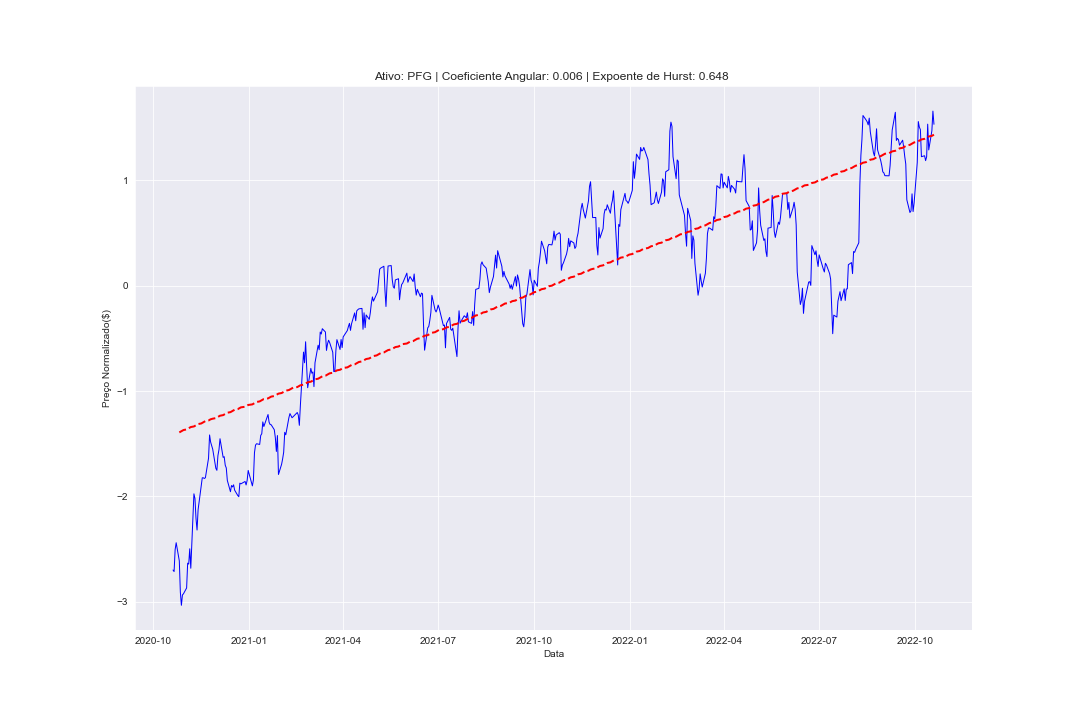 Ativo: PFG | Coeficiente Angular: 0.006 | Expoente de Hurst: 0.648
Preço Normalizado($)
1
0
−1
−2
−3
2020-10 2021-01 2021-04 2021-07 2021-10 2022-01 2022-04 2022-07 2022-10
Data